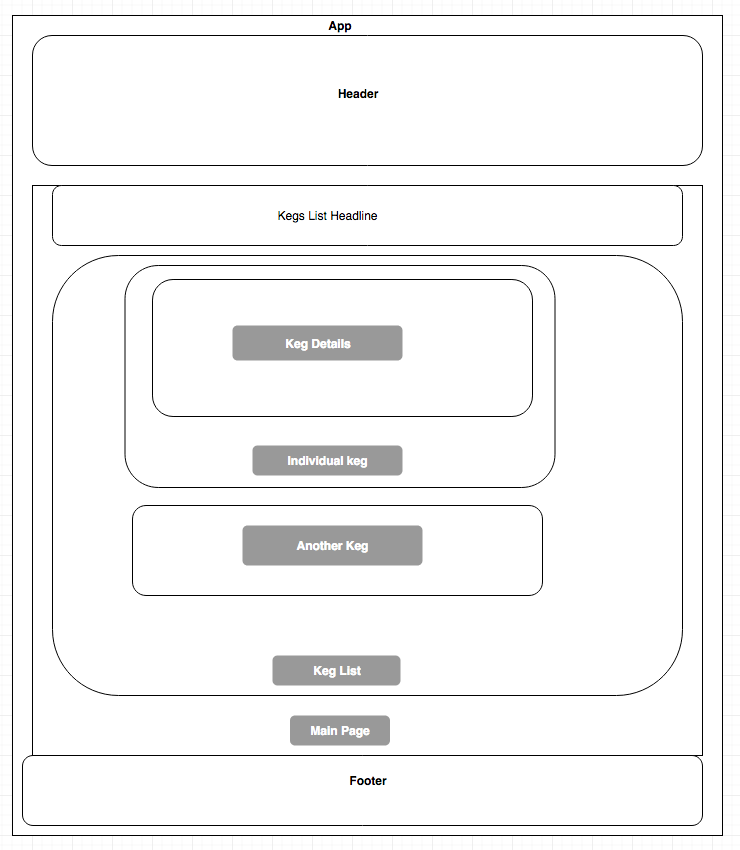 App
Header
Kegs List Headline
Keg Details
Individual keg
Another Keg
Keg List
Main Page
Footer